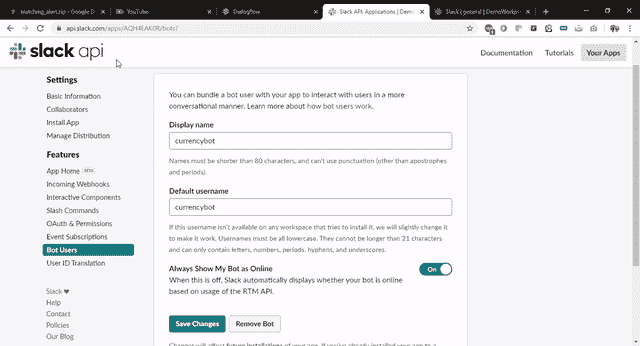 matching_alert.zip - Google D
YouTube
Dialogflow
Slack API: Applications | Demo
Slack | general | DemoWorksp
api.slack.com/apps/AQH4EAK0R/bots?
slack api
Documentation
Tutorials
Your Apps
Settings
Basic Information
Collaborators
Install App
Manage Distribution
Features
App Home BETA
Incoming Webhooks
Interactive Components
Slash Commands
OAuth & Permissions
Event Subscriptions
Bot Users
User ID Translation
Slack ♥
Help
Contact
Policies
Our Blog
You can bundle a bot user with your app to interact with users in a more
conversational manner. Learn more about how bot users work.
Display name
currencybot
Names must be shorter than 80 characters, and can't use punctuation (other than apostrophes
and periods).
Default username
currencybot
If this username isn't available on any workspace that tries to install it, we will slightly change it
to make it work. Usernames must be all lowercase. They cannot be longer than 21 characters
and can only contain letters, numbers, periods, hyphens, and underscores.
Always Show My Bot as Online
On
When this is off, Slack automatically displays whether your bot is online
based on usage of the RTM API.
Save Changes
Remove Bot
Changes will affect future installations of your app. If you've already installed your app to a